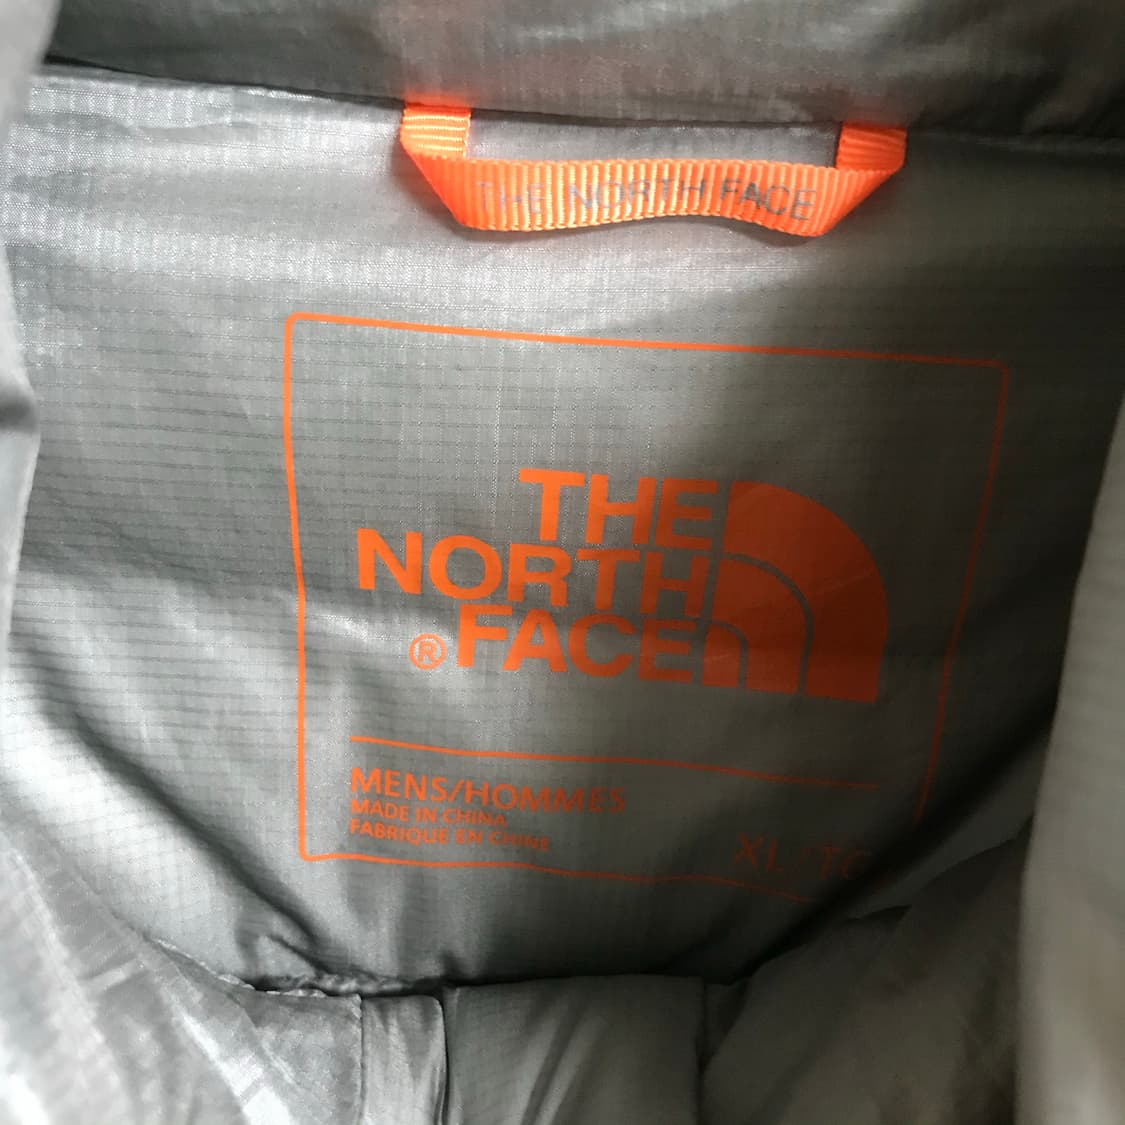 THE NORTH FACE
THE
NORTH
FACE
®
MENS/HOMMES
MADE IN CHINA
FABRIQUE EN CHINE
XL/TG